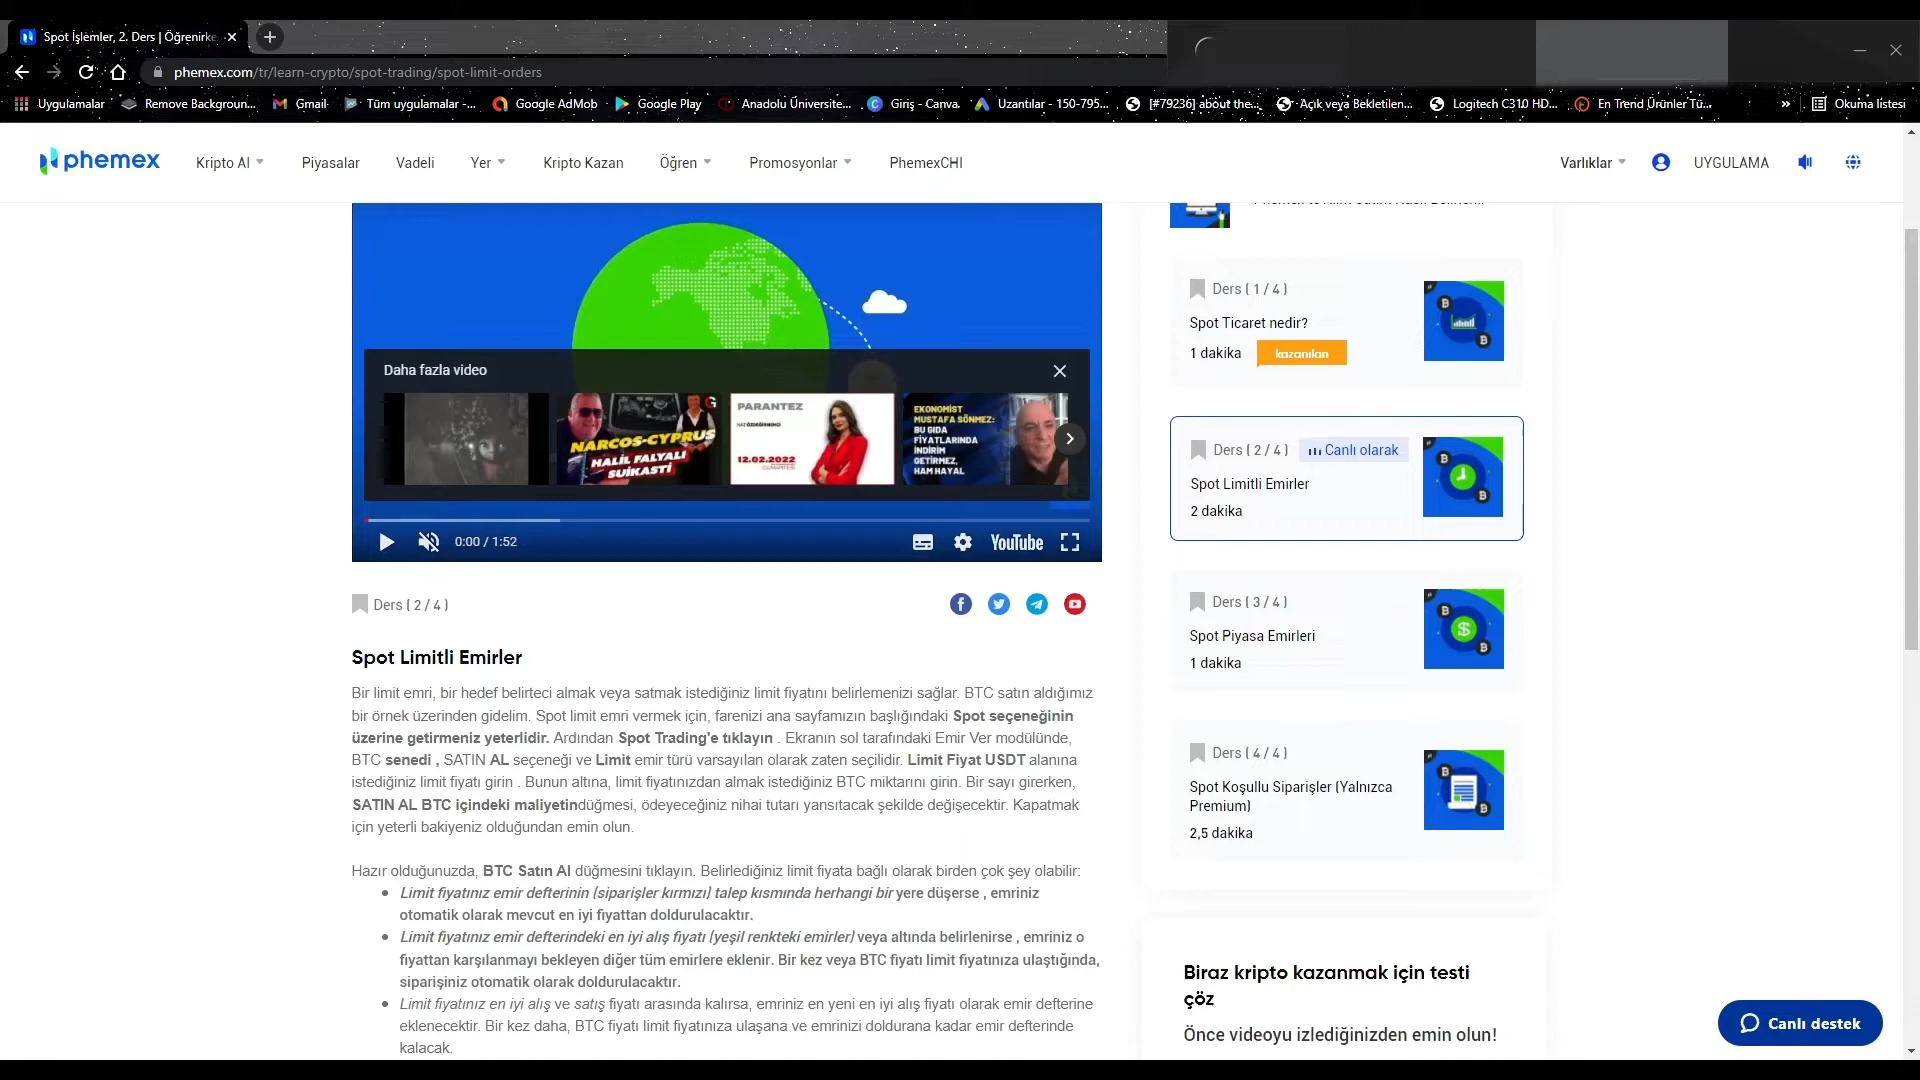 Spot İşlemler, 2. Ders | Öğrenirke
phemex.com/tr/learn-crypto/spot-trading/spot-limit-orders
Uygulamalar Remove Backgroun... Gmail Tüm uygulamalar -... Google AdMob Google Play Anadolu Üniversite... Giriş - Canva. Uzantılar - 150-795... [#79236] about the... Açık veya Bekletilen... Logitech C310 HD... En Trend Ürünler Tü... » Okuma listesi
phemex Kripto Al Piyasalar Vadeli Yer Kripto Kazan Öğren Promosyonlar PhemexCHI Varlıklar UYGULAMA
Daha fazla video
NARCOS-CYPRUS
HALİL FALYALI
SUİKASTİ
PARANTEZ
12.02.2022
CUMARTESİ
EKONOMİST
MUSTAFA SÖNMEZ:
BU GIDA
FİYATLARINDA
İNDİRİM
GETİRMEZ,
HAM HAYAL
0:00 / 1:52
YouTube
Ders ( 2 / 4 )
Spot Limitli Emirler
Bir limit emri, bir hedef belirteci almak veya satmak istediğiniz limit fiyatını belirlemenizi sağlar. BTC satın aldığımız
bir örnek üzerinden gidelim. Spot limit emri vermek için, farenizi ana sayfamızın başlığındaki Spot seçeneğinin
üzerine getirmeniz yeterlidir. Ardından Spot Trading'e tıklayın . Ekranın sol tarafındaki Emir Ver modülünde,
BTC senedi , SATIN AL seçeneği ve Limit emir türü varsayılan olarak zaten seçilidir. Limit Fiyat USDT alanına
istediğiniz limit fiyatı girin . Bunun altına, limit fiyatınızdan almak istediğiniz BTC miktarını girin. Bir sayı girerken,
SATIN AL BTC içindeki maliyetindüğmesi, ödeyeceğiniz nihai tutarı yansıtacak şekilde değişecektir. Kapatmak
için yeterli bakiyeniz olduğundan emin olun.
Hazır olduğunuzda, BTC Satın Al düğmesini tıklayın. Belirlediğiniz limit fiyata bağlı olarak birden çok şey olabilir:
• Limit fiyatınız emir defterinin (siparişler kırmızı) talep kısmında herhangi bir yere düşerse , emriniz
otomatik olarak mevcut en iyi fiyattan doldurulacaktır.
• Limit fiyatınız emir defterindeki en iyi alış fiyatı (yeşil renkteki emirler) veya altında belirlenirse , emriniz o
fiyattan karşılanmayı bekleyen diğer tüm emirlere eklenir. Bir kez veya BTC fiyatı limit fiyatınıza ulaştığında,
siparişiniz otomatik olarak doldurulacaktır.
• Limit fiyatınız en iyi alış ve satış fiyatı arasında kalırsa, emriniz en yeni en iyi alış fiyatı olarak emir defterine
eklenecektir. Bir kez daha, BTC fiyatı limit fiyatınıza ulaşana ve emrinizi doldurana kadar emir defterinde
kalacak.
Ders ( 1 / 4 )
Spot Ticaret nedir?
1 dakika kazanılan
Ders ( 2 / 4 ) Canlı olarak
Spot Limitli Emirler
2 dakika
Ders ( 3 / 4 )
Spot Piyasa Emirleri
1 dakika
Ders ( 4 / 4 )
Spot Koşullu Siparişler (Yalnızca
Premium)
2,5 dakika
Biraz kripto kazanmak için testi
çöz
Önce videoyu izlediğinizden emin olun!
Canlı destek